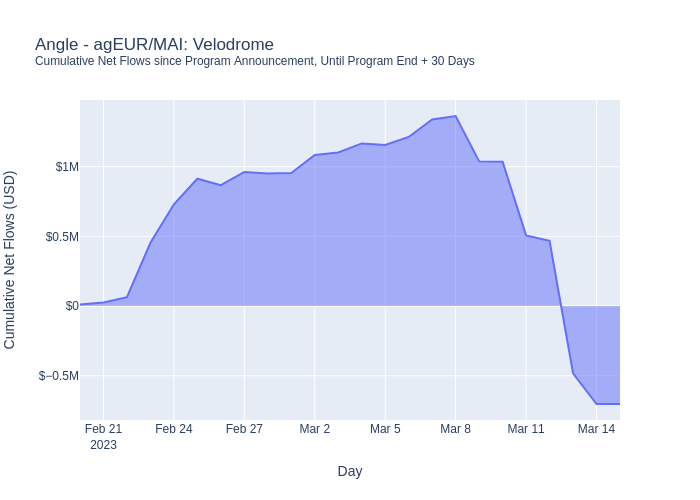 Angle - agEUR/MAI: Velodrome
Cumulative Net Flows since Program Announcement, Until Program End + 30 Days
Cumulative Net Flows (USD)
$1M
$0.5M
$0
$−0.5M
Feb 21 Feb 24 Feb 27 Mar 2 Mar 5 Mar 8 Mar 11 Mar 14
2023
Day